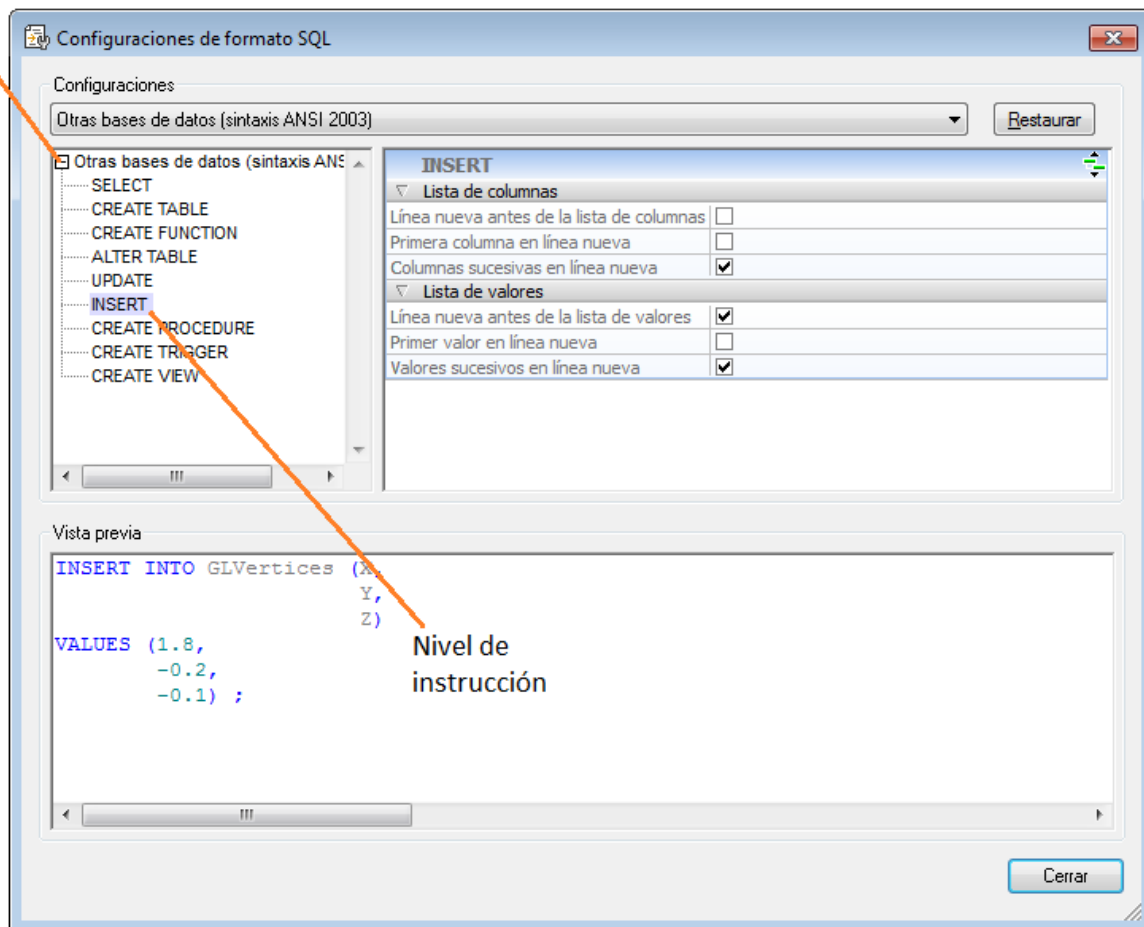 Configuraciones de formato SQL
Configuraciones
Otras bases de datos (sintaxis ANSI 2003)
Restaurar
Otras bases de datos (sintaxis ANS
SELECT
CREATE TABLE
CREATE FUNCTION
ALTER TABLE
UPDATE
INSERT
CREATE PROCEDURE
CREATE TRIGGER
CREATE VIEW
INSERT
Lista de columnas
Línea nueva antes de la lista de columnas
Primera columna en línea nueva
Columnas sucesivas en línea nueva
Lista de valores
Línea nueva antes de la lista de valores
Primer valor en línea nueva
Valores sucesivos en línea nueva
Vista previa
INSERT INTO GLVertices (X,
Y,
Z)
VALUES (1.8,
-0.2,
-0.1) ;
Nivel de
instrucción
Cerrar